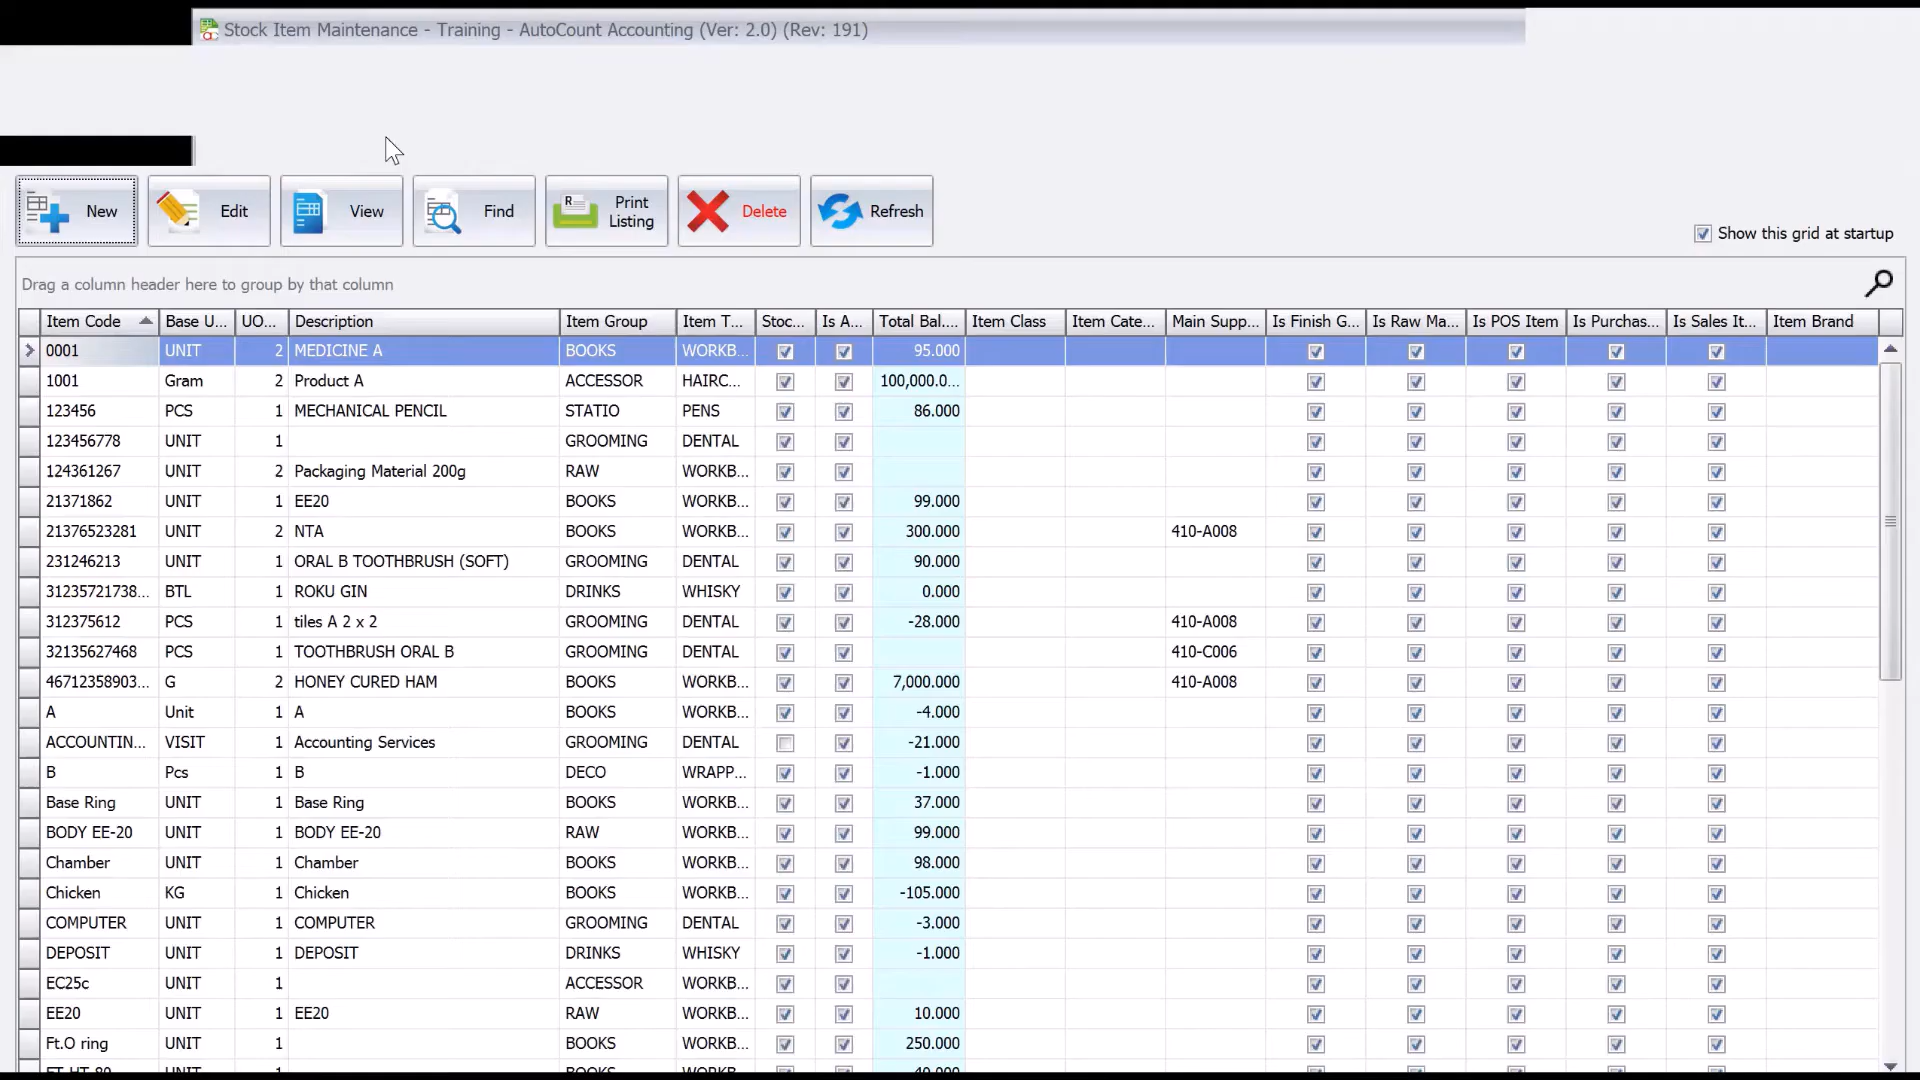 Stock Item Maintenance - Training - AutoCount Accounting (Ver: 2.0) (Rev: 191)
New Edit View Find Print Listing Delete Refresh
Show this grid at startup
Drag a column header here to group by that column
Item Code Base U... UO... Description Item Group Item T... Stoc... Is A... Total Bal.... Item Class Item Cate... Main Supp... Is Finish G... Is Raw Ma... Is POS Item Is Purchas... Is Sales It... Item Brand
0001 UNIT 2 MEDICINE A BOOKS WORKB... 95.000
1001 Gram 2 Product A ACCESSOR HAIRC... 100,000.0...
123456 PCS 1 MECHANICAL PENCIL STATIO PENS 86.000
123456778 UNIT 1 GROOMING DENTAL
124361267 UNIT 2 Packaging Material 200g RAW WORKB...
21371862 UNIT 1 EE20 BOOKS WORKB... 99.000
21376523281 UNIT 2 NTA BOOKS WORKB... 300.000 410-A008
231246213 UNIT 1 ORAL B TOOTHBRUSH (SOFT) GROOMING DENTAL 90.000
31235721738... BTL 1 ROKU GIN DRINKS WHISKY 0.000
312375612 PCS 1 tiles A 2 x 2 GROOMING DENTAL -28.000 410-A008
32135627468 PCS 1 TOOTHBRUSH ORAL B GROOMING DENTAL 410-C006
46712358903... G 2 HONEY CURED HAM BOOKS WORKB... 7,000.000 410-A008
A Unit 1 A BOOKS WORKB... -4.000
ACCOUNTIN... VISIT 1 Accounting Services GROOMING DENTAL -21.000
B Pcs 1 B DECO WRAPP... -1.000
Base Ring UNIT 1 Base Ring BOOKS WORKB... 37.000
BODY EE-20 UNIT 1 BODY EE-20 RAW WORKB... 99.000
Chamber UNIT 1 Chamber BOOKS WORKB... 98.000
Chicken KG 1 Chicken BOOKS WORKB... -105.000
COMPUTER UNIT 1 COMPUTER GROOMING DENTAL -3.000
DEPOSIT UNIT 1 DEPOSIT DRINKS WHISKY -1.000
EC25c UNIT 1 ACCESSOR WORKB...
EE20 UNIT 1 EE20 RAW WORKB... 10.000
Ft.O ring UNIT 1 BOOKS WORKB... 250.000